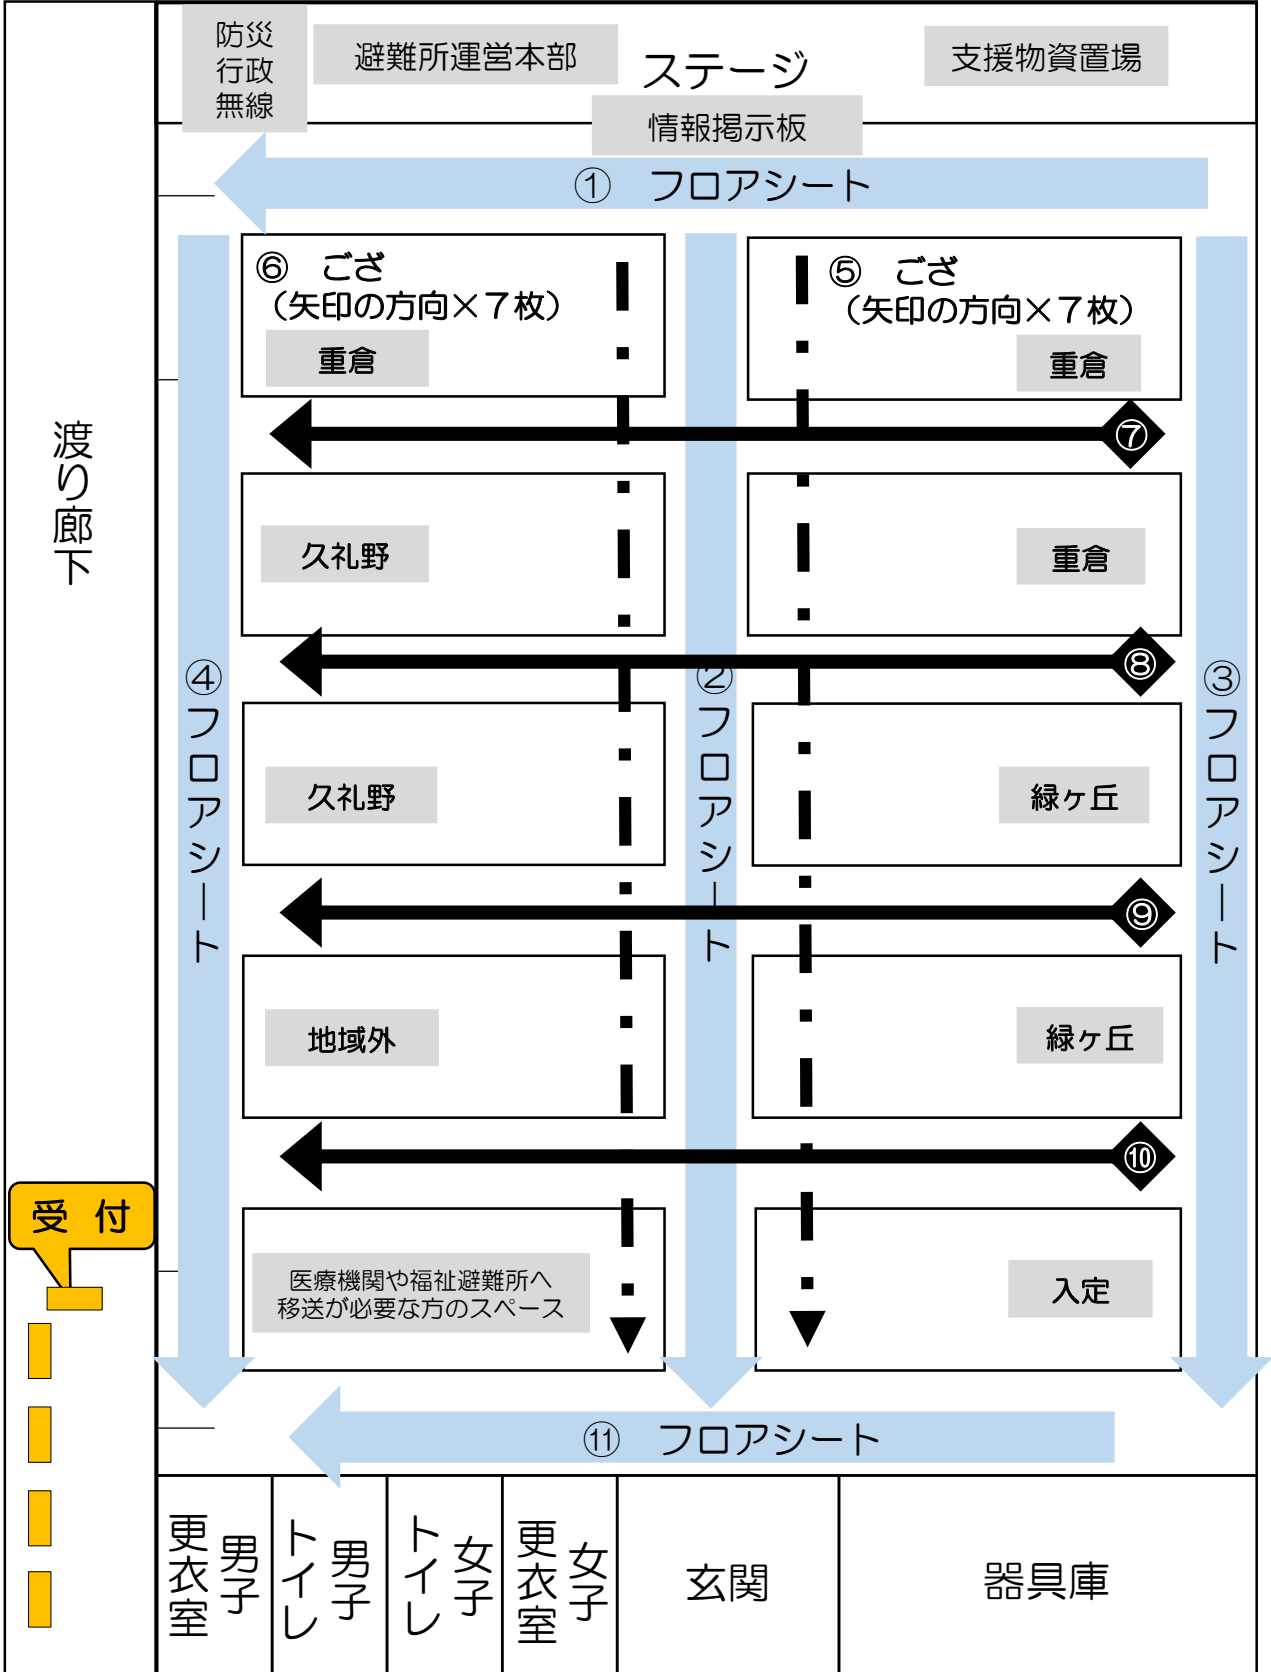 防災
行政
無線
避難所運営本部
ステージ
支援物資置場
情報掲示板
① フロアシート
⑥ ござ
（矢印の方向×７枚）
重倉
⑤ ござ
（矢印の方向×７枚）
重倉
⑦
渡り廊下
久礼野
重倉
⑧
④フロアシート
②フロアシート
③フロアシート
久礼野
緑ヶ丘
⑨
地域外
緑ヶ丘
⑩
受 付
医療機関や福祉避難所へ
移送が必要な方のスペース
入定
⑪ フロアシート
男子
更衣室
男子
トイレ
女子
トイレ
女子
更衣室
玄関
器具庫